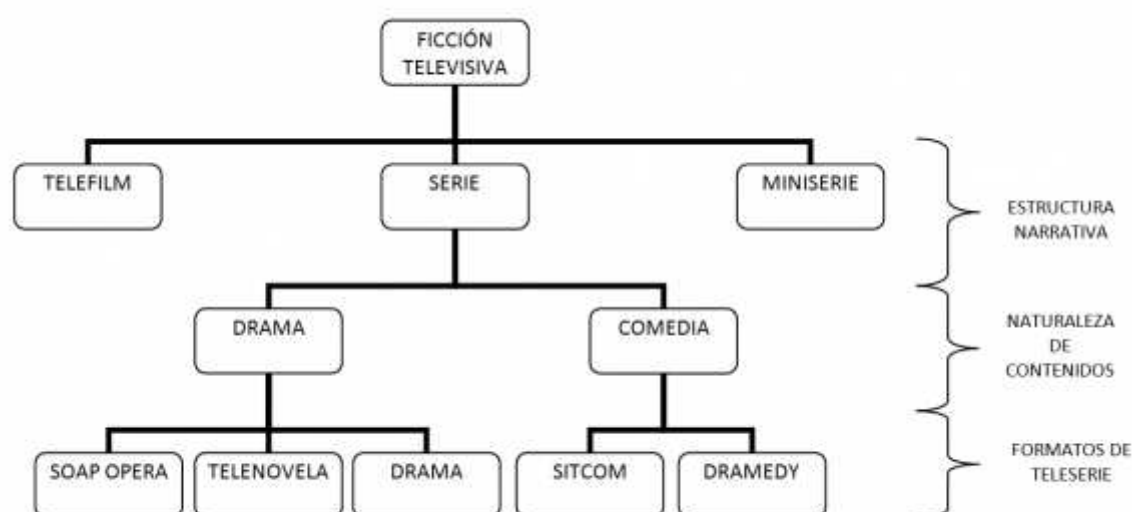 FICCIÓN
TELEVISIVA
TELEFILM
SERIE
MINISERIE
ESTRUCTURA
NARRATIVA
DRAMA
COMEDIA
NATURALEZA
DE
CONTENIDOS
SOAP OPERA
TELENOVELA
DRAMA
SITCOM
DRAMEDY
FORMATOS DE
TELESERIE